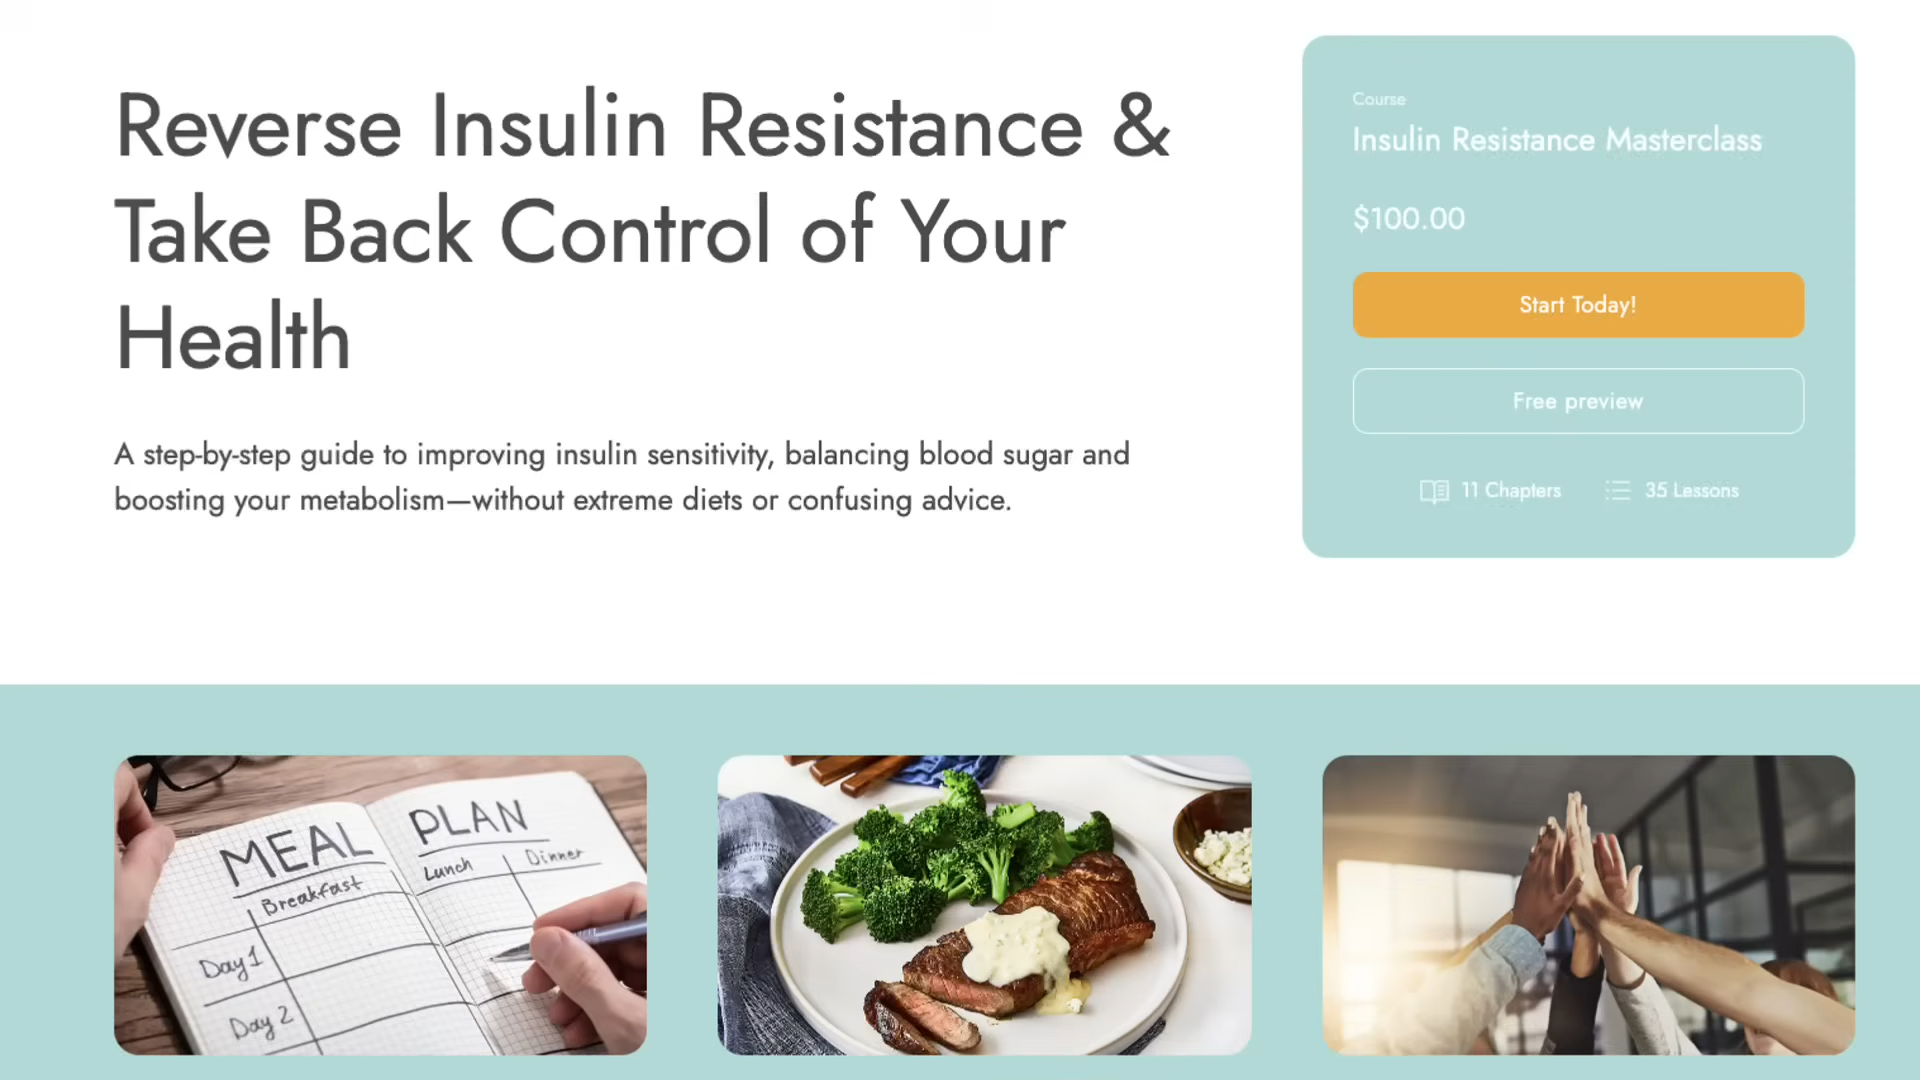 Reverse Insulin Resistance &
Take Back Control of Your
Health
A step-by-step guide to improving insulin sensitivity, balancing blood sugar and
boosting your metabolism—without extreme diets or confusing advice.
Course
Insulin Resistance Masterclass
$100.00
Start Today!
Free preview
11 Chapters
35 Lessons
MEAL PLAN
Breakfast Lunch Dinner
Day 1
Day 2